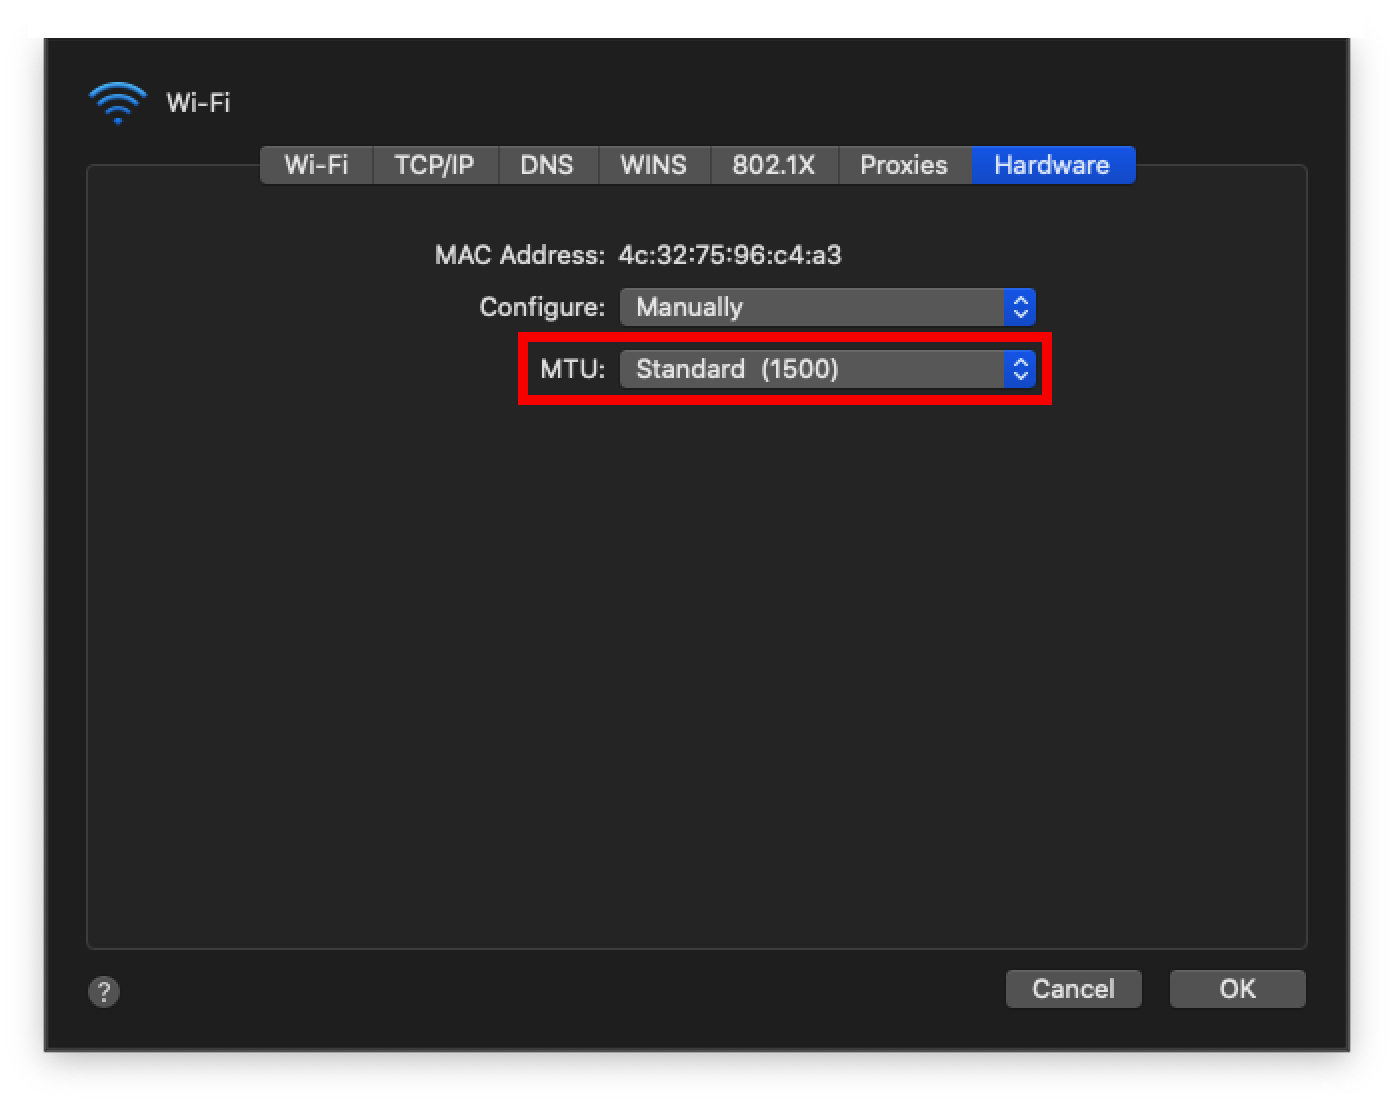 Wi-Fi
Wi-Fi TCP/IP DNS WINS 802.1X Proxies Hardware
MAC Address: 4c:32:75:96:c4:a3
Configure: Manually
MTU: Standard (1500)
? Cancel OK